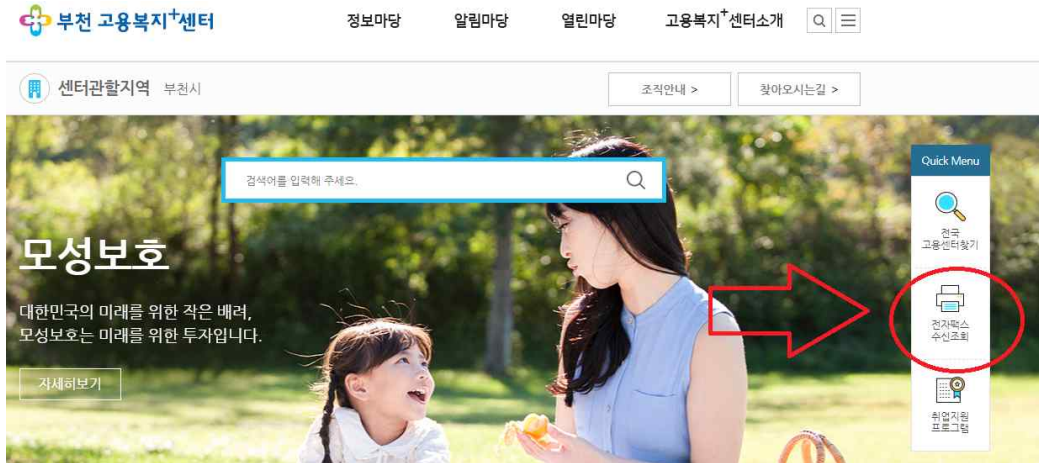 부천 고용복지+센터
정보마당 알림마당 열린마당 고용복지+센터소개
센터관할지역 부천시
조직안내 > 찾아오시는길 >
검색어를 입력해 주세요.
모성보호
대한민국의 미래를 위한 작은 배려,
모성보호는 미래를 위한 투자입니다.
자세히보기
Quick Menu
전국
고용센터찾기
전자팩스
수신조회
취업지원
프로그램